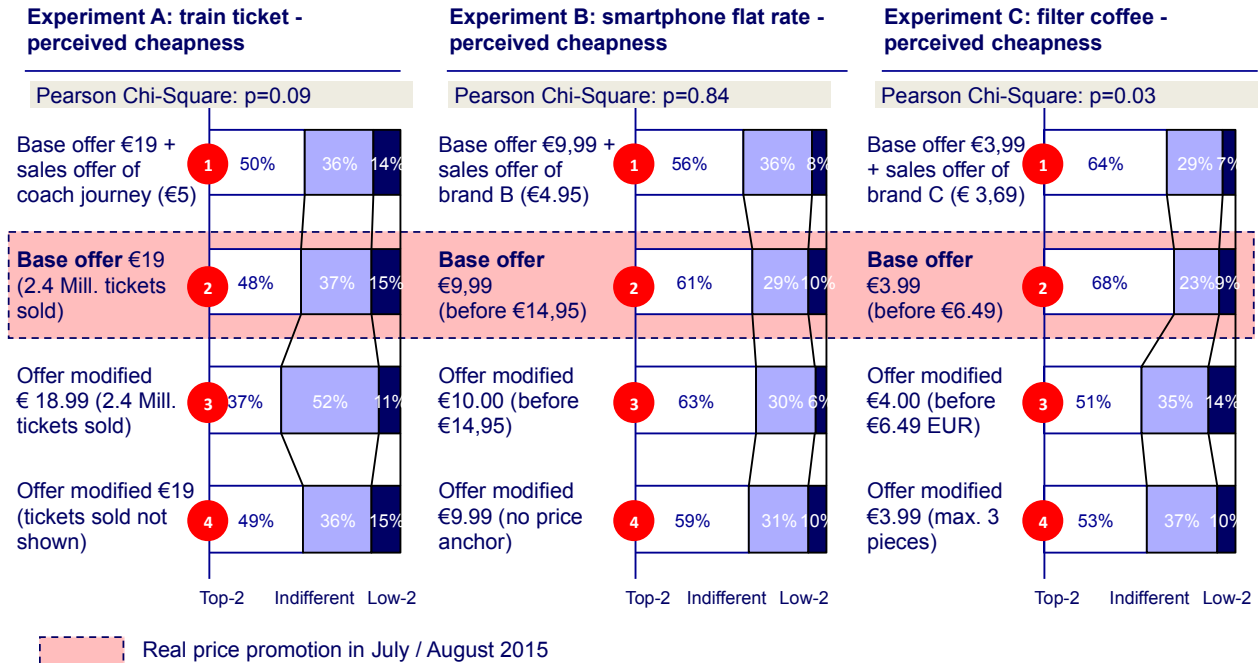 Experiment A: train ticket -
perceived cheapness
Pearson Chi-Square: p=0.09
Base offer €19 +
sales offer of
coach journey (€5)
1
50%
36%
14%
Base offer €19
(2.4 Mill. tickets
sold)
2
48%
37%
15%
Offer modified
€ 18.99 (2.4 Mill.
tickets sold)
3
37%
52%
11%
Offer modified €19
(tickets sold not
shown)
4
49%
36%
15%
Top-2
Indifferent
Low-2
Experiment B: smartphone flat rate -
perceived cheapness
Pearson Chi-Square: p=0.84
Base offer €9,99 +
sales offer of
brand B (€4.95)
1
56%
36%
8%
Base offer
€9,99
(before €14,95)
2
61%
29%
10%
Offer modified
€10.00 (before
€14,95)
3
63%
30%
6%
Offer modified
€9.99 (no price
anchor)
4
59%
31%
10%
Top-2
Indifferent
Low-2
Experiment C: filter coffee -
perceived cheapness
Pearson Chi-Square: p=0.03
Base offer €3,99
+ sales offer of
brand C (€ 3,69)
1
64%
29%
7%
Base offer
€3.99
(before €6.49)
2
68%
23%
9%
Offer modified
€4.00 (before
€6.49 EUR)
3
51%
35%
14%
Offer modified
€3.99 (max. 3
pieces)
4
53%
37%
10%
Top-2
Indifferent
Low-2
Real price promotion in July / August 2015